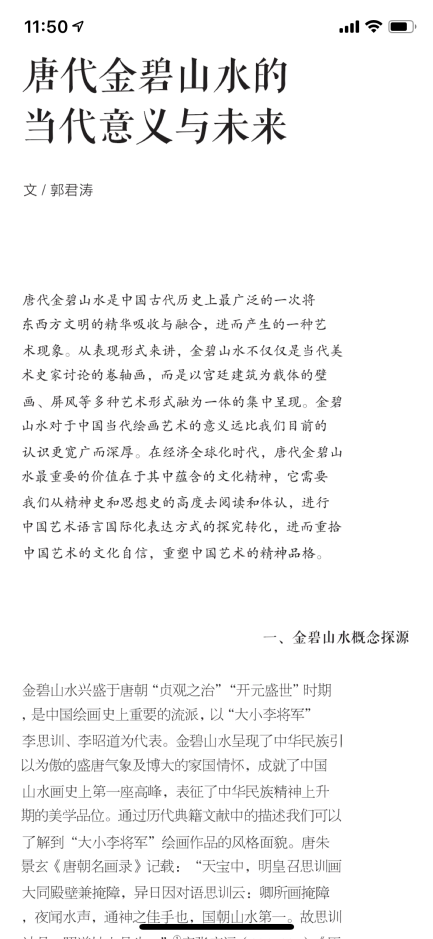 11:50
唐代金碧山水的
当代意义与未来
文 / 郭君涛
唐代金碧山水是中国古代历史上最广泛的一次将
东西方文明的精华吸收与融合，进而产生的一种艺
术现象。从表现形式来讲，金碧山水不仅仅是当代美
术史家讨论的卷轴画，而是以宫廷建筑为载体的壁
画、屏风等多种艺术形式融为一体的集中呈现。金碧
山水对于中国当代绘画艺术的意义远比我们目前的
认识更宽广而深厚。在经济全球化时代，唐代金碧山
水最重要的价值在于其中蕴含的文化精神，它需要
我们从精神史和思想史的高度去阅读和体认，进行
中国艺术语言国际化表达方式的探究转化，进而重拾
中国艺术的文化自信，重塑中国艺术的精神品格。
一、金碧山水概念探源
金碧山水兴盛于唐朝“贞观之治”“开元盛世”时期
，是中国绘画史上重要的流派，以“大小李将军”
李思训、李昭道为代表。金碧山水呈现了中华民族引
以为傲的盛唐气象及博大的家国情怀，成就了中国
山水画史上第一座高峰，表征了中华民族精神上升
期的美学品位。通过历代典籍文献中的描述我们可以
了解到“大小李将军”绘画作品的风格面貌。唐朱
景玄《唐朝名画录》记载：“天宝中，明皇召思训画
大同殿壁兼掩障，异日因对语思训云：卿所画掩障
，夜闻水声，通神之佳手也，国朝山水第一。故思训